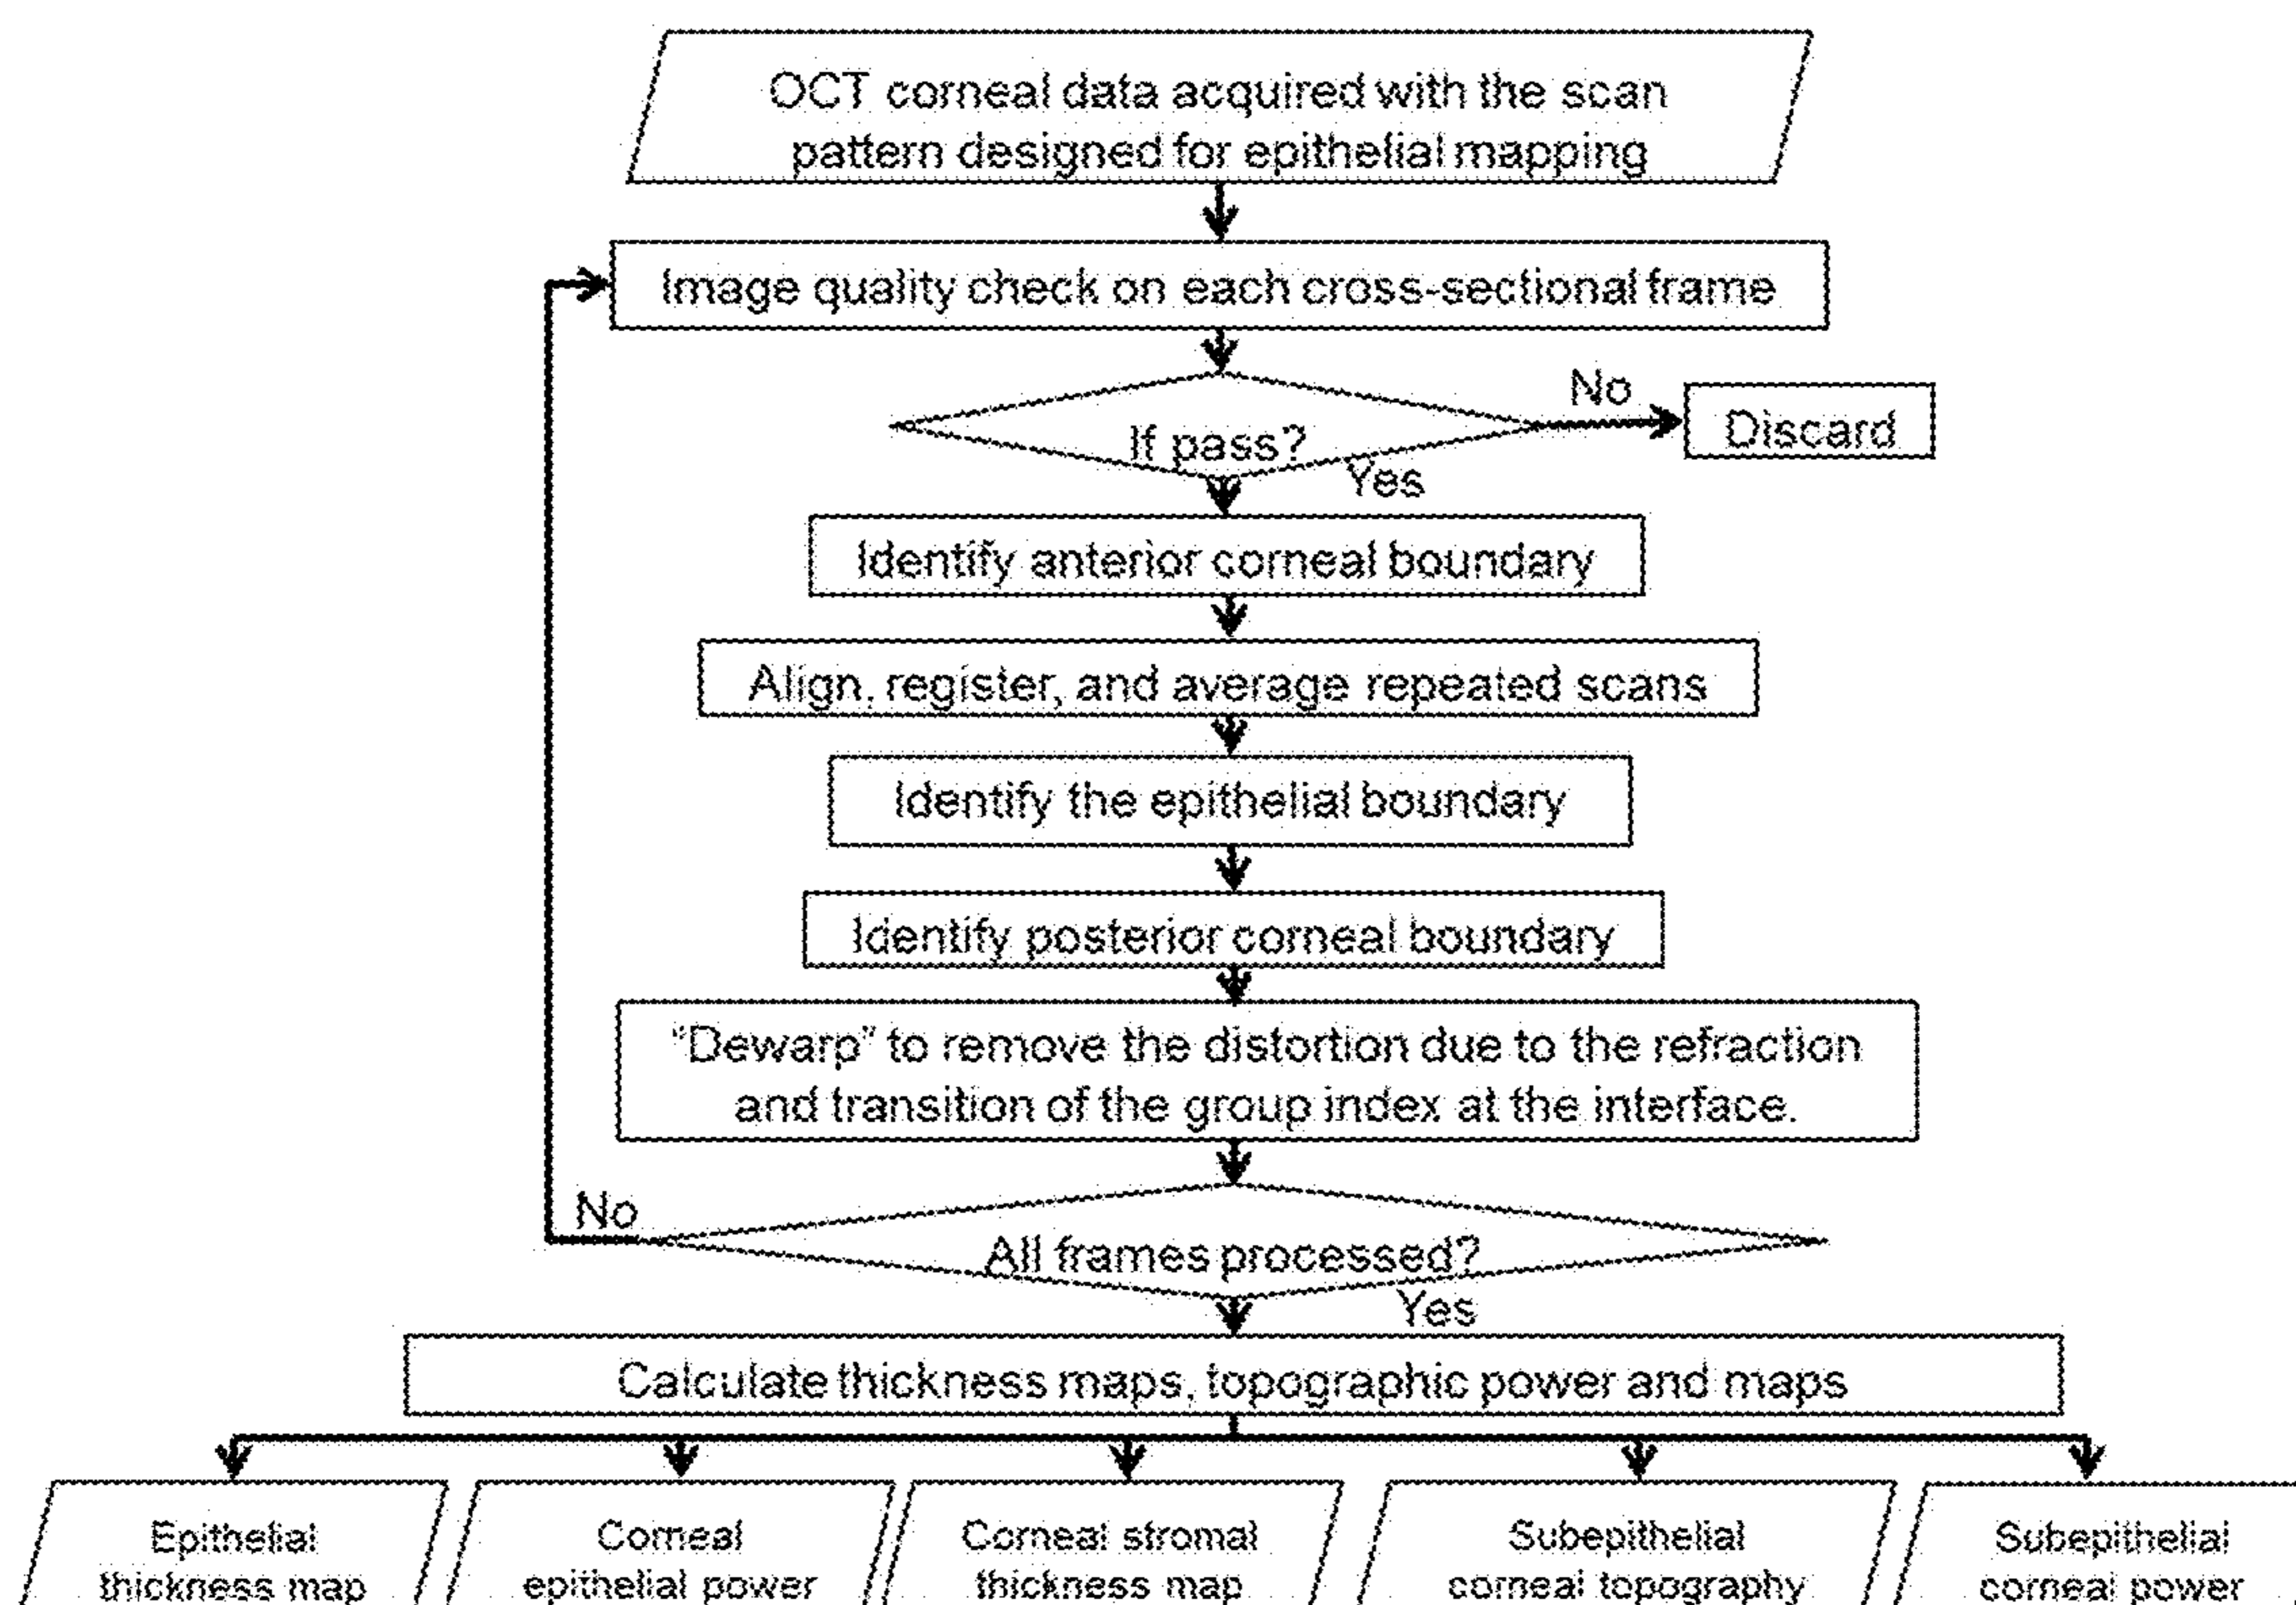 OCT corneal data acquired with the scan
pattern designed for epithelial mapping
Image quality check on each cross-sectional frame
If pass?
No
Discard
Yes
Identify anterior corneal boundary
Align, register, and average repeated scans
Identify the epithelial boundary
Identify posterior corneal boundary
"Dewarp" to remove the distortion due to the refraction
and transition of the group index at the interface.
No
All frames processed?
Yes
Calculate thickness maps, topographic power and maps
Epithelial
thickness map
Corneal
epithelial power
Corneal stromal
thickness map
Subepithelial
corneal topography
Subepithelial
corneal power